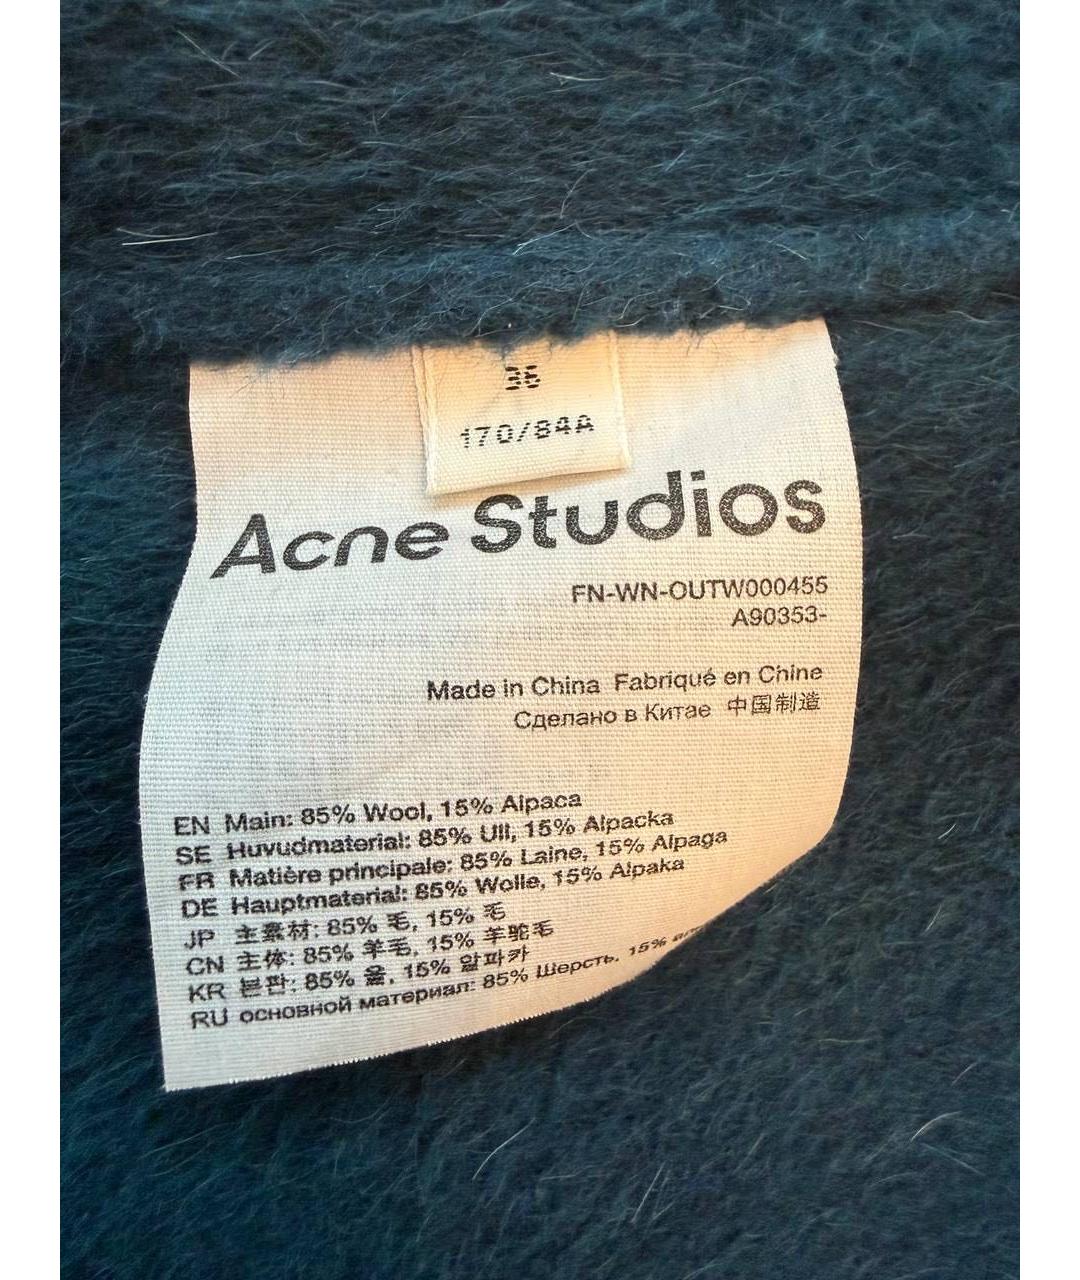 36
170/84A
Acne Studios
FN-WN-OUTW000455
A90353-
Made in China Fabriqué en Chine
Сделано в Китае 中国制造
EN Main: 85% Wool, 15% Alpaca
SE Huvudmaterial: 85% Ull, 15% Alpacka
FR Matière principale: 85% Laine, 15% Alpaga
DE Hauptmaterial: 85% Wolle, 15% Alpaka
JP 主素材: 85% 毛, 15% 毛
CN 主体: 85% 羊毛, 15% 羊驼毛
KR 본판: 85% 울, 15% 알파카
RU основной материал: 85% Шерсть, 15%